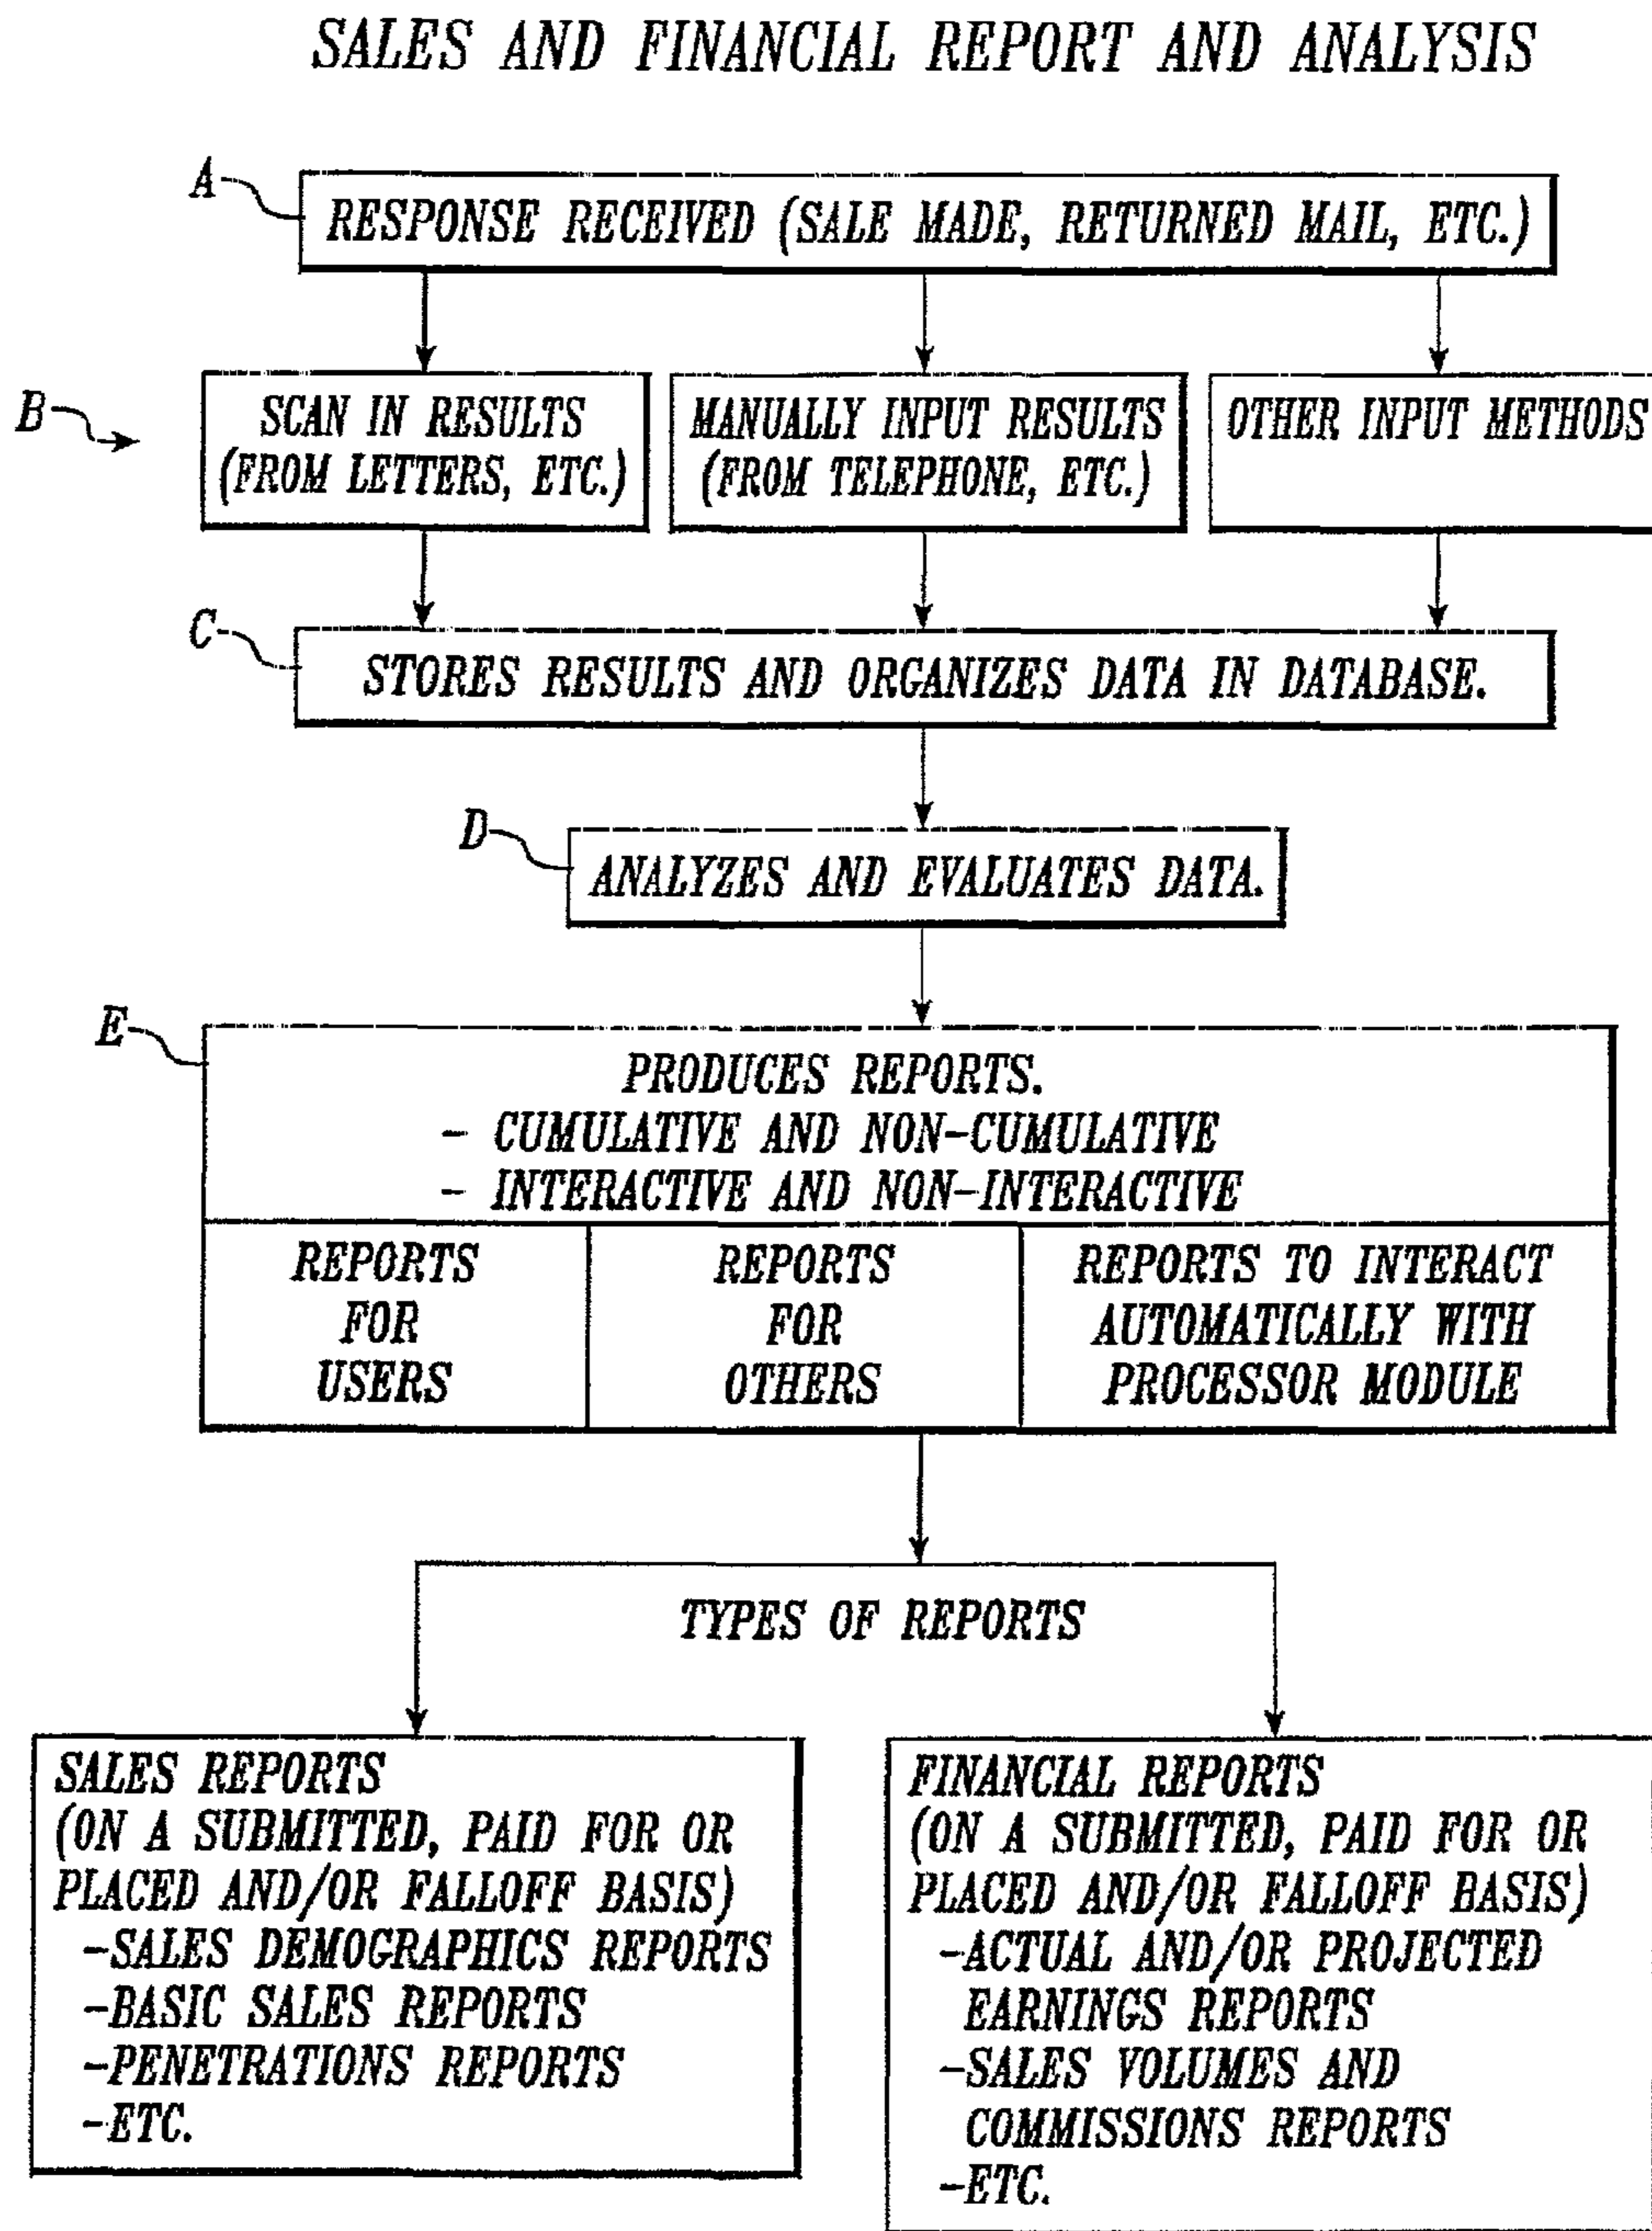 SALES AND FINANCIAL REPORT AND ANALYSIS
A
RESPONSE RECEIVED (SALE MADE, RETURNED MAIL, ETC.)
B
SCAN IN RESULTS
(FROM LETTERS, ETC.)
MANUALLY INPUT RESULTS
(FROM TELEPHONE, ETC.)
OTHER INPUT METHODS
C
STORES RESULTS AND ORGANIZES DATA IN DATABASE.
D
ANALYZES AND EVALUATES DATA.
E
PRODUCES REPORTS.
- CUMULATIVE AND NON-CUMULATIVE
- INTERACTIVE AND NON-INTERACTIVE
REPORTS
FOR
USERS
REPORTS
FOR
OTHERS
REPORTS TO INTERACT
AUTOMATICALLY WITH
PROCESSOR MODULE
TYPES OF REPORTS
SALES REPORTS
(ON A SUBMITTED, PAID FOR OR
PLACED AND/OR FALLOFF BASIS)
-SALES DEMOGRAPHICS REPORTS
-BASIC SALES REPORTS
-PENETRATIONS REPORTS
-ETC.
FINANCIAL REPORTS
(ON A SUBMITTED, PAID FOR OR
PLACED AND/OR FALLOFF BASIS)
-ACTUAL AND/OR PROJECTED
EARNINGS REPORTS
-SALES VOLUMES AND
COMMISSIONS REPORTS
-ETC.